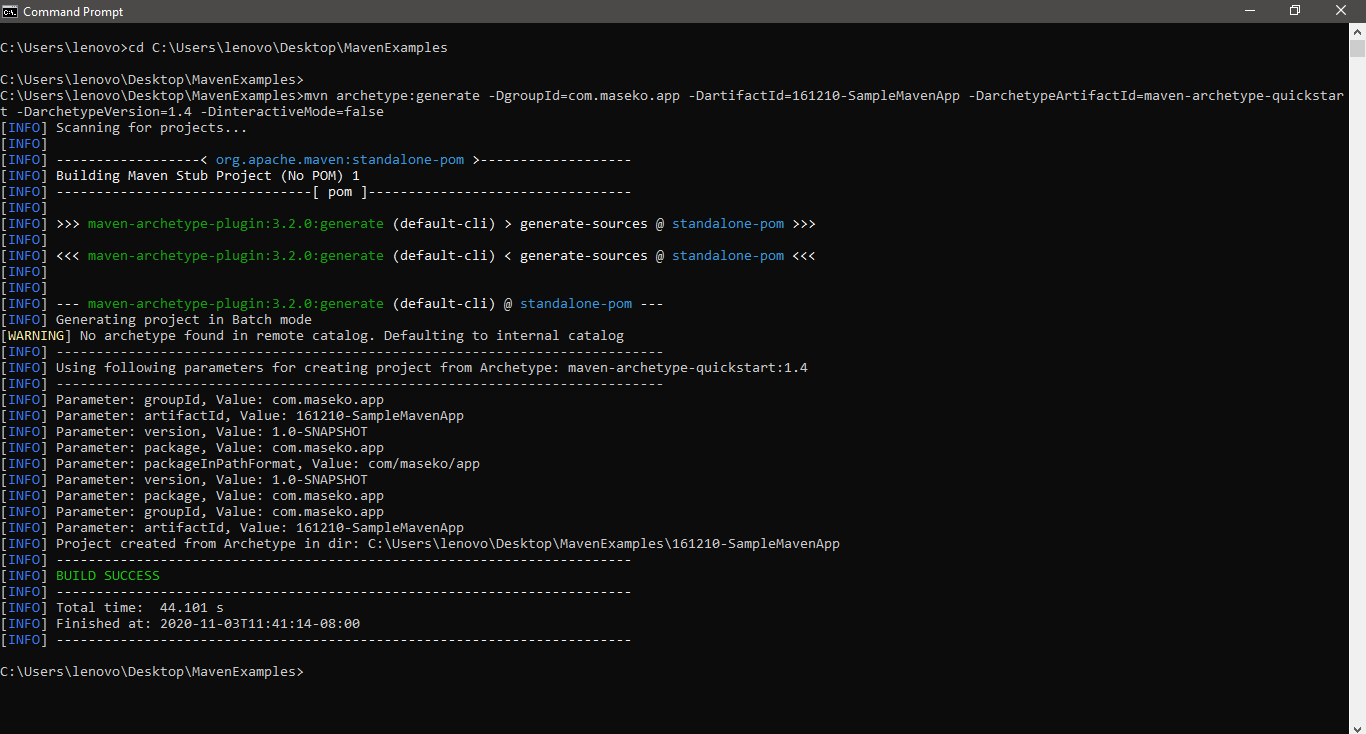 Command Prompt
C:\Users\lenovo>cd C:\Users\lenovo\Desktop\MavenExamples
C:\Users\lenovo\Desktop\MavenExamples>
C:\Users\lenovo\Desktop\MavenExamples>mvn archetype:generate -DgroupId=com.maseko.app -DartifactId=161210-SampleMavenApp -DarchetypeArtifactId=maven-archetype-quickstar
t -DarchetypeVersion=1.4 -DinteractiveMode=false
[INFO] Scanning for projects...
[INFO]
[INFO] ------------------< org.apache.maven:standalone-pom >-------------------
[INFO] Building Maven Stub Project (No POM) 1
[INFO] --------------------------------[ pom ]---------------------------------
[INFO]
[INFO] >>> maven-archetype-plugin:3.2.0:generate (default-cli) > generate-sources @ standalone-pom >>>
[INFO]
[INFO] <<< maven-archetype-plugin:3.2.0:generate (default-cli) < generate-sources @ standalone-pom <<<
[INFO]
[INFO]
[INFO] --- maven-archetype-plugin:3.2.0:generate (default-cli) @ standalone-pom ---
[INFO] Generating project in Batch mode
[WARNING] No archetype found in remote catalog. Defaulting to internal catalog
[INFO] ----------------------------------------------------------------------------
[INFO] Using following parameters for creating project from Archetype: maven-archetype-quickstart:1.4
[INFO] ----------------------------------------------------------------------------
[INFO] Parameter: groupId, Value: com.maseko.app
[INFO] Parameter: artifactId, Value: 161210-SampleMavenApp
[INFO] Parameter: version, Value: 1.0-SNAPSHOT
[INFO] Parameter: package, Value: com.maseko.app
[INFO] Parameter: packageInPathFormat, Value: com/maseko/app
[INFO] Parameter: version, Value: 1.0-SNAPSHOT
[INFO] Parameter: package, Value: com.maseko.app
[INFO] Parameter: groupId, Value: com.maseko.app
[INFO] Parameter: artifactId, Value: 161210-SampleMavenApp
[INFO] Project created from Archetype in dir: C:\Users\lenovo\Desktop\MavenExamples\161210-SampleMavenApp
[INFO] ------------------------------------------------------------------------
[INFO] BUILD SUCCESS
[INFO] ------------------------------------------------------------------------
[INFO] Total time:  44.101 s
[INFO] Finished at: 2020-11-03T11:41:14-08:00
[INFO] ------------------------------------------------------------------------
C:\Users\lenovo\Desktop\MavenExamples>